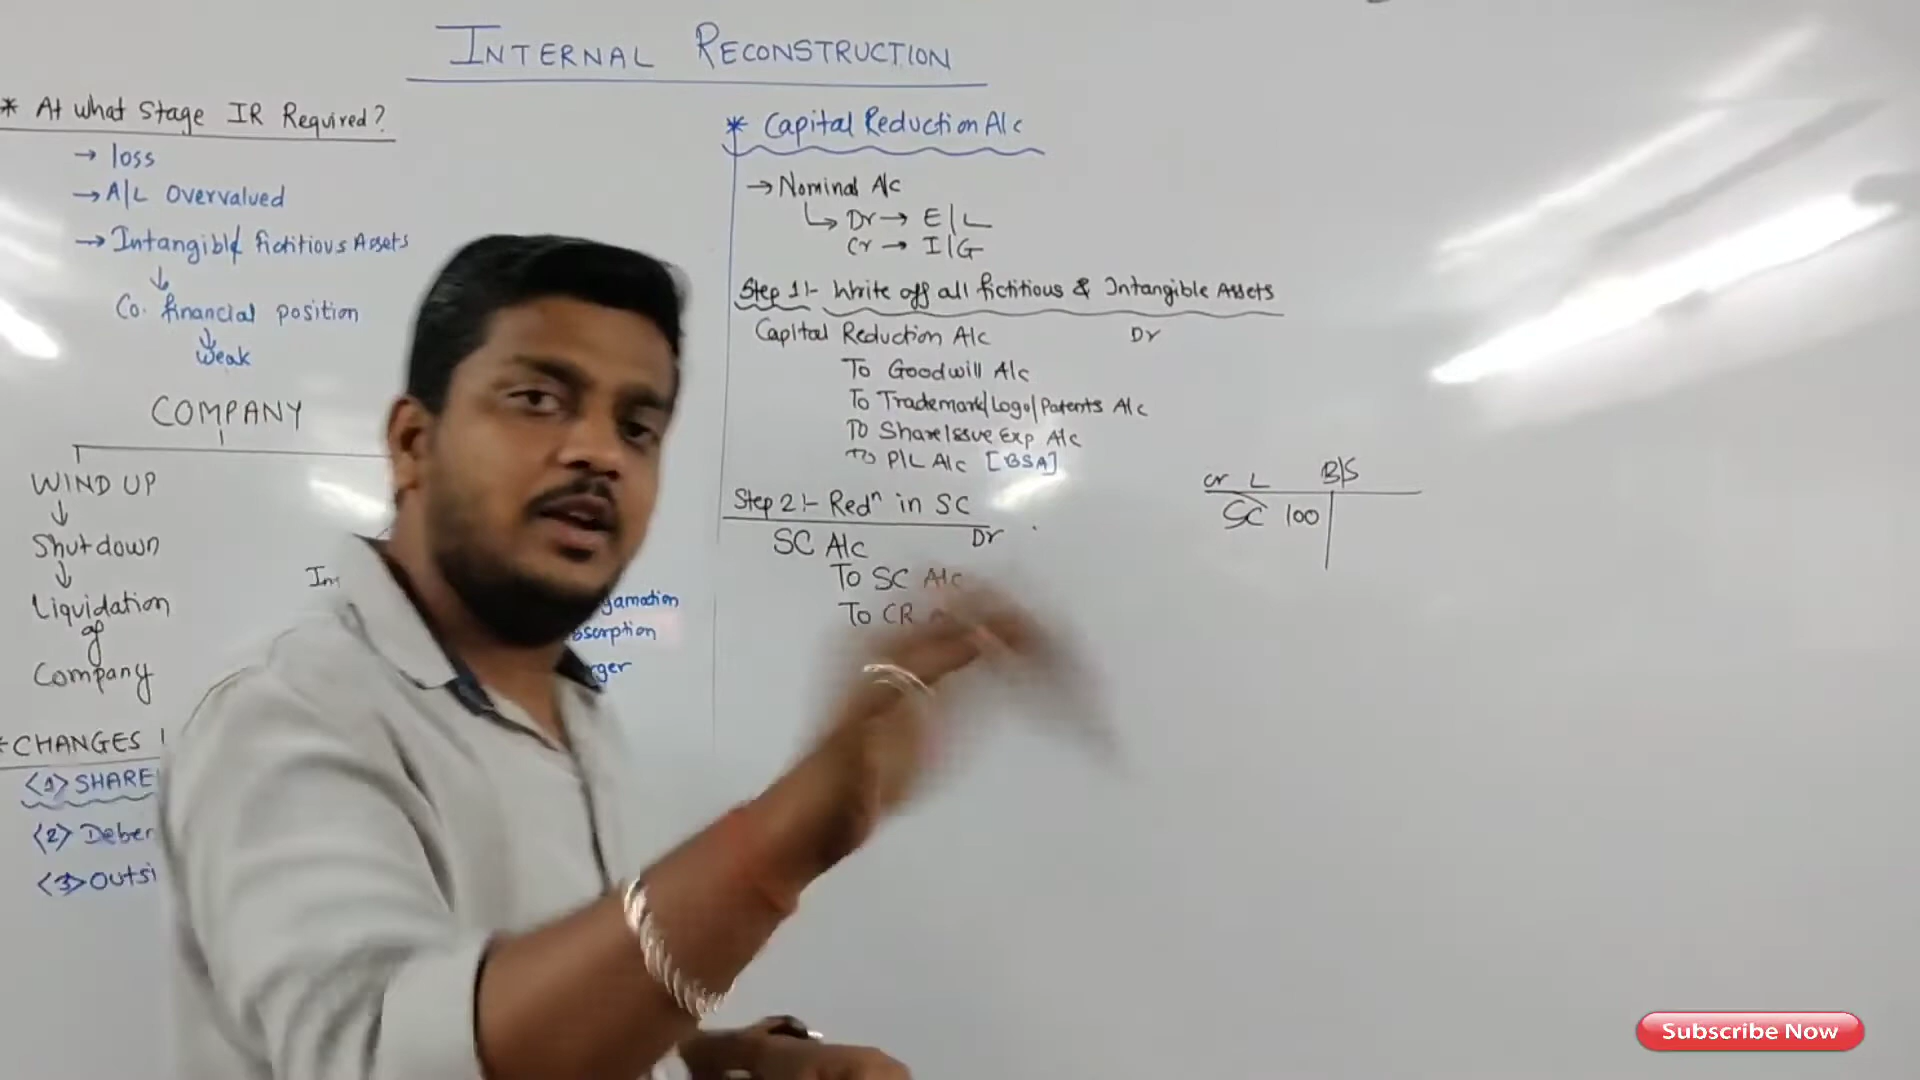 INTERNAL RECONSTRUCTION
* At what Stage IR Required?
→ loss
→ A/L Overvalued
→ Intangible/ fictitious Assets
↓
Co. financial position
↓
weak
COMPANY
WIND UP
↓
Shutdown
↓
Liquidation
of
Company
CHANGES
<1> SHARE
<2> Deben
<3> Outsi
* Capital Reduction A/c
→ Nominal A/c
↳ Dr → E/L
Cr → I/G
Step 1:- Write off all fictitious & Intangible Assets
Capital Reduction A/c Dr
To Goodwill A/c
To Trademark/Logo/Patents A/c
To Share Issue Exp A/c
To P/L A/c [BSA]
Step 2:- Redⁿ in SC
SC A/c Dr
To SC A/c
To CR
Cr L B/S
SC 100
Subscribe Now